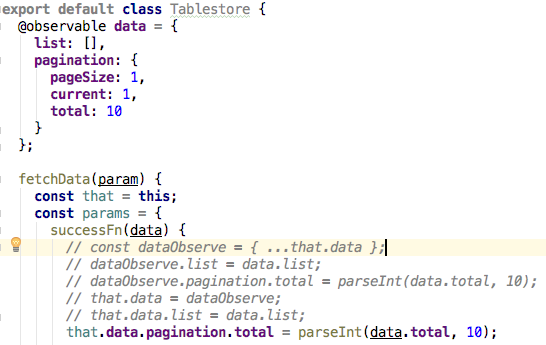 export default class Tablestore {
@observable data = {
list: [],
pagination: {
pageSize: 1,
current: 1,
total: 10
}
};
fetchData(param) {
const that = this;
const params = {
successFn(data) {
// const dataObserve = { ...that.data };
// dataObserve.list = data.list;
// dataObserve.pagination.total = parseInt(data.total, 10);
// that.data = dataObserve;
// that.data.list = data.list;
that.data.pagination.total = parseInt(data.total, 10);